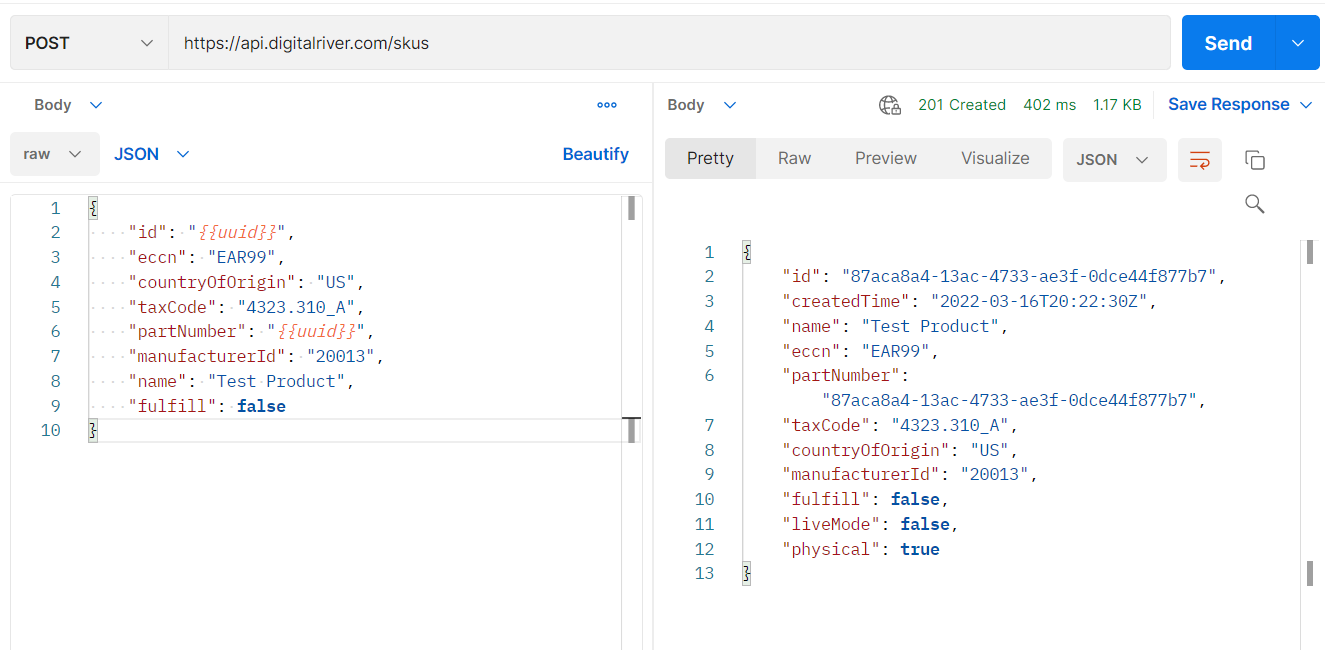 POST
https://api.digitalriver.com/skus
Send
Body
raw
JSON
Beautify
1 {
2 "id": "{{uuid}}",
3 "eccn": "EAR99",
4 "countryOfOrigin": "US",
5 "taxCode": "4323.310_A",
6 "partNumber": "{{uuid}}",
7 "manufacturerId": "20013",
8 "name": "Test Product",
9 "fulfill": false
10 }
Body
201 Created 402 ms 1.17 KB
Save Response
Pretty Raw Preview Visualize
JSON
1 {
2 "id": "87aca8a4-13ac-4733-ae3f-0dce44f877b7",
3 "createdTime": "2022-03-16T20:22:30Z",
4 "name": "Test Product",
5 "eccn": "EAR99",
6 "partNumber":
"87aca8a4-13ac-4733-ae3f-0dce44f877b7",
7 "taxCode": "4323.310_A",
8 "countryOfOrigin": "US",
9 "manufacturerId": "20013",
10 "fulfill": false,
11 "liveMode": false,
12 "physical": true
13 }